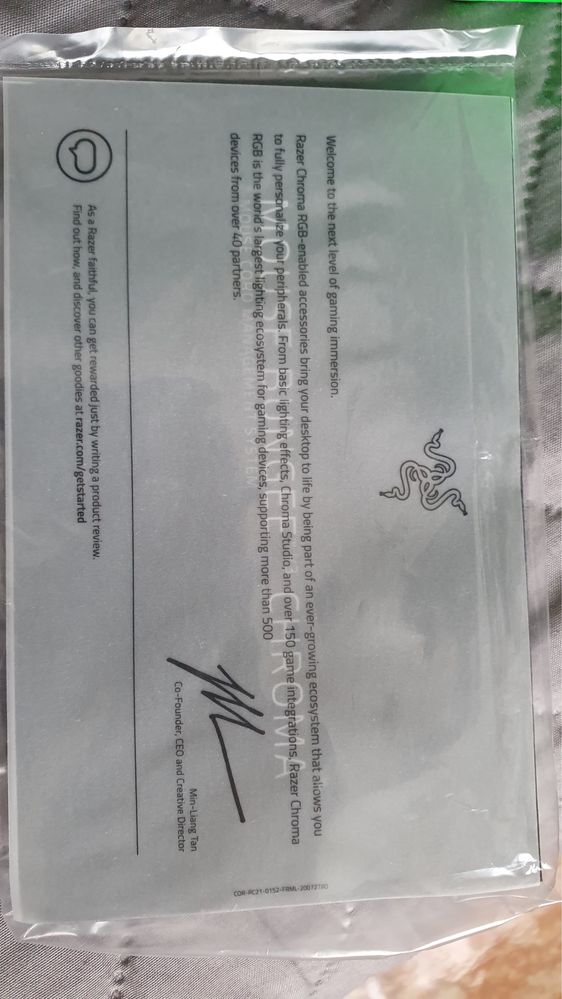 Welcome to the next level of gaming immersion.
Razer Chroma RGB-enabled accessories bring your desktop to life by being part of an ever-growing ecosystem that allows you
to fully personalize your peripherals. From basic lighting effects, Chroma Studio, and over 150 game integrations, Razer Chroma
RGB is the world's largest lighting ecosystem for gaming devices, supporting more than 500
devices from over 40 partners.
Min-Liang Tan
Co-Founder, CEO and Creative Director
As a Razer faithful, you can get rewarded just by writing a product review.
Find out how, and discover other goodies at razer.com/getstarted
CHROMA